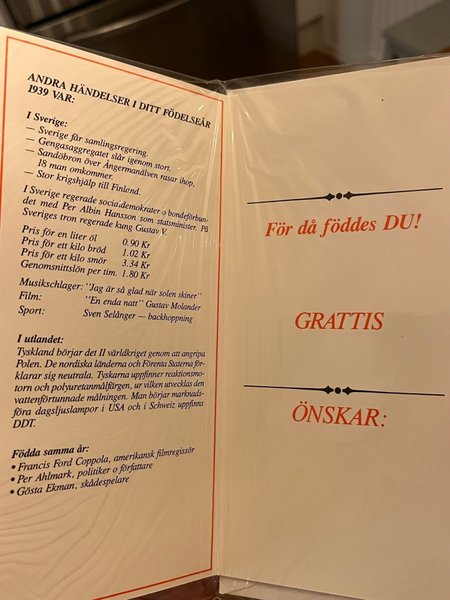 ANDRA HÄNDELSER I DITT FÖDELSEÅR
1939 VAR:
I Sverige:
— Sverige får samlingsregering.
— Gengasaggregatet slår igenom stort.
— Sandöbron över Ångermanälven rasar ihop,
18 man omkommer.
— Stor krigshjälp till Finland.
I Sverige regerade socialdemokrater o bondeförbun-
det med Per Albin Hansson som statsminister. På
Sveriges tron regerade kung Gustav V.
Pris för en liter öl 0.90 Kr
Pris för ett kilo bröd 1.02 Kr
Pris för ett kilo smör 3.34 Kr
Genomsnittslön per tim. 1.80 Kr
Musikschlager: "Jag är så glad när solen skiner"
Film: "En enda natt" Gustav Molander
Sport: Sven Selånger — backhoppning
I utlandet:
Tyskland börjar det II världkriget genom att angripa
Polen. De nordiska länderna och Förenta Staterna för-
klarar sig neutrala. Tyskarna uppfinner reaktionsmo-
torn och polyuretanmålfärgen, ur vilken utvecklas den
vattenförtunnade målningen. Man börjar marknads-
föra dagsljuslampor i USA och i Schweiz uppfinns
DDT.
Födda samma år:
• Francis Ford Coppola, amerikansk filmregissör
• Per Ahlmark, politiker o författare
• Gösta Ekman, skådespelare
För då föddes DU!
GRATTIS
ÖNSKAR: